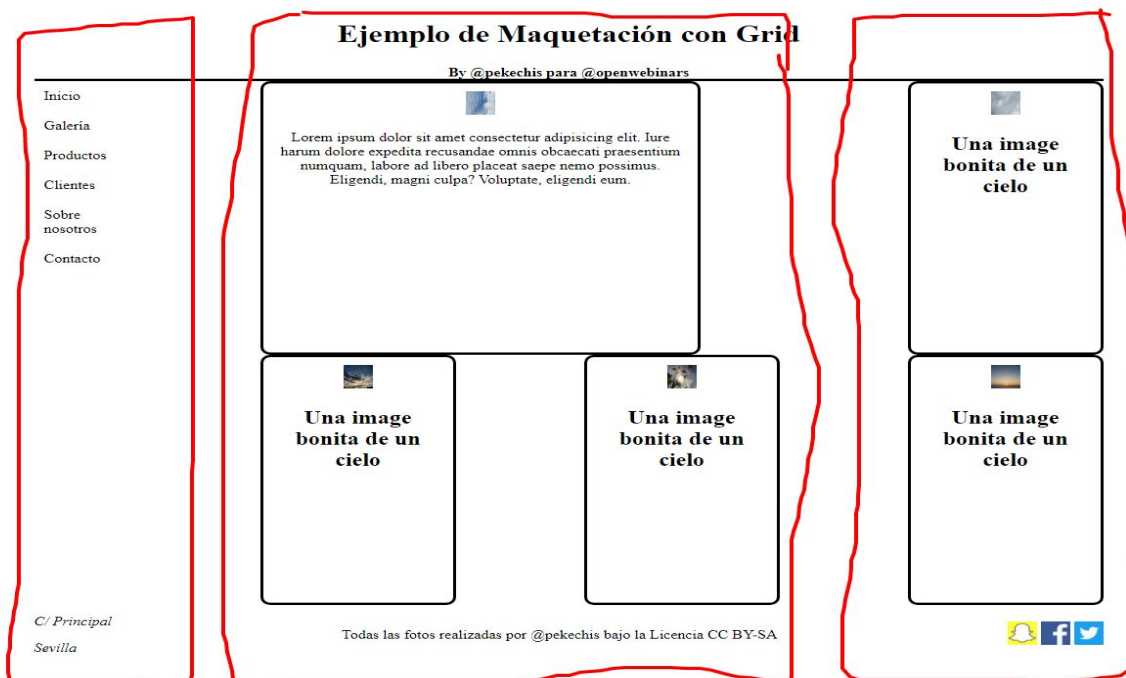 Ejemplo de Maquetación con Grid
By @pekechis para @openwebinars
Inicio
Galería
Productos
Clientes
Sobre
nosotros
Contacto
Lorem ipsum dolor sit amet consectetur adipisicing elit. Iure
harum dolore expedita recusandae omnis obcaecati praesentium
numquam, labore ad libero placeat saepe nemo possimus.
Eligendi, magni culpa? Voluptate, eligendi eum.
Una image
bonita de un
cielo
Una image
bonita de un
cielo
Una image
bonita de un
cielo
Una image
bonita de un
cielo
C/ Principal
Sevilla
Todas las fotos realizadas por @pekechis bajo la Licencia CC BY-SA